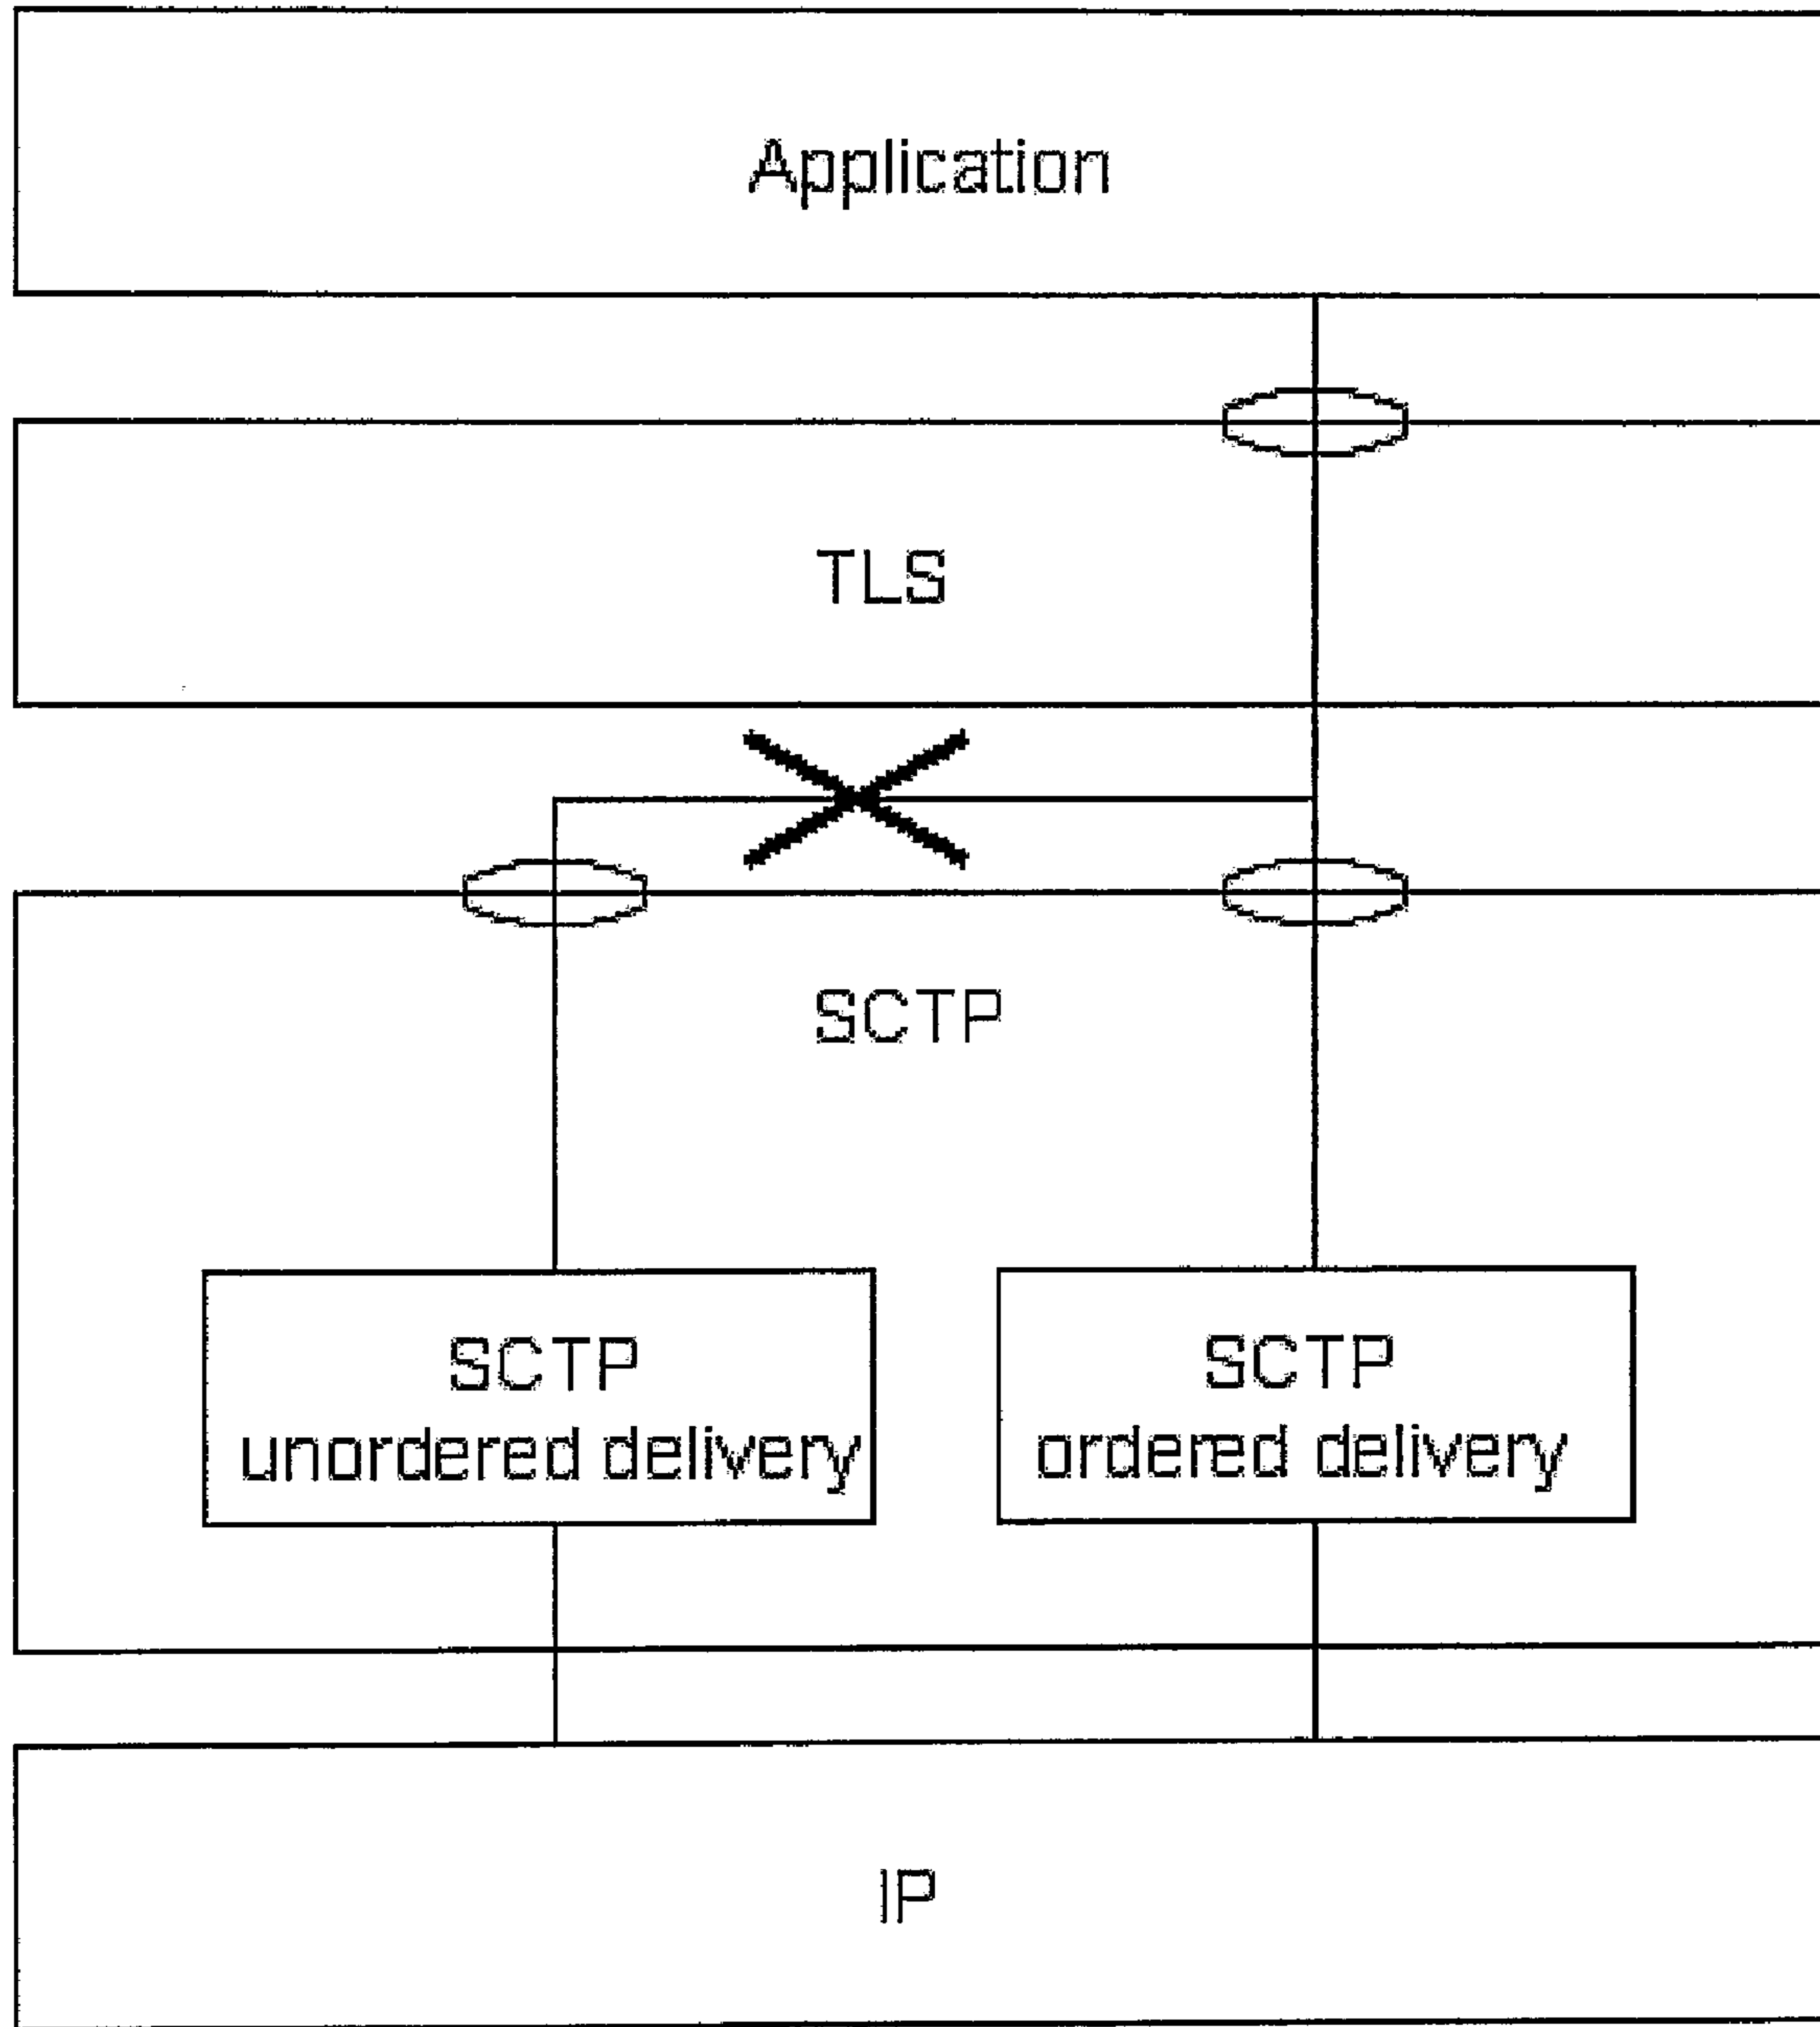 Application
TLS
SCTP
SCTP
unordered delivery
SCTP
ordered delivery
IP